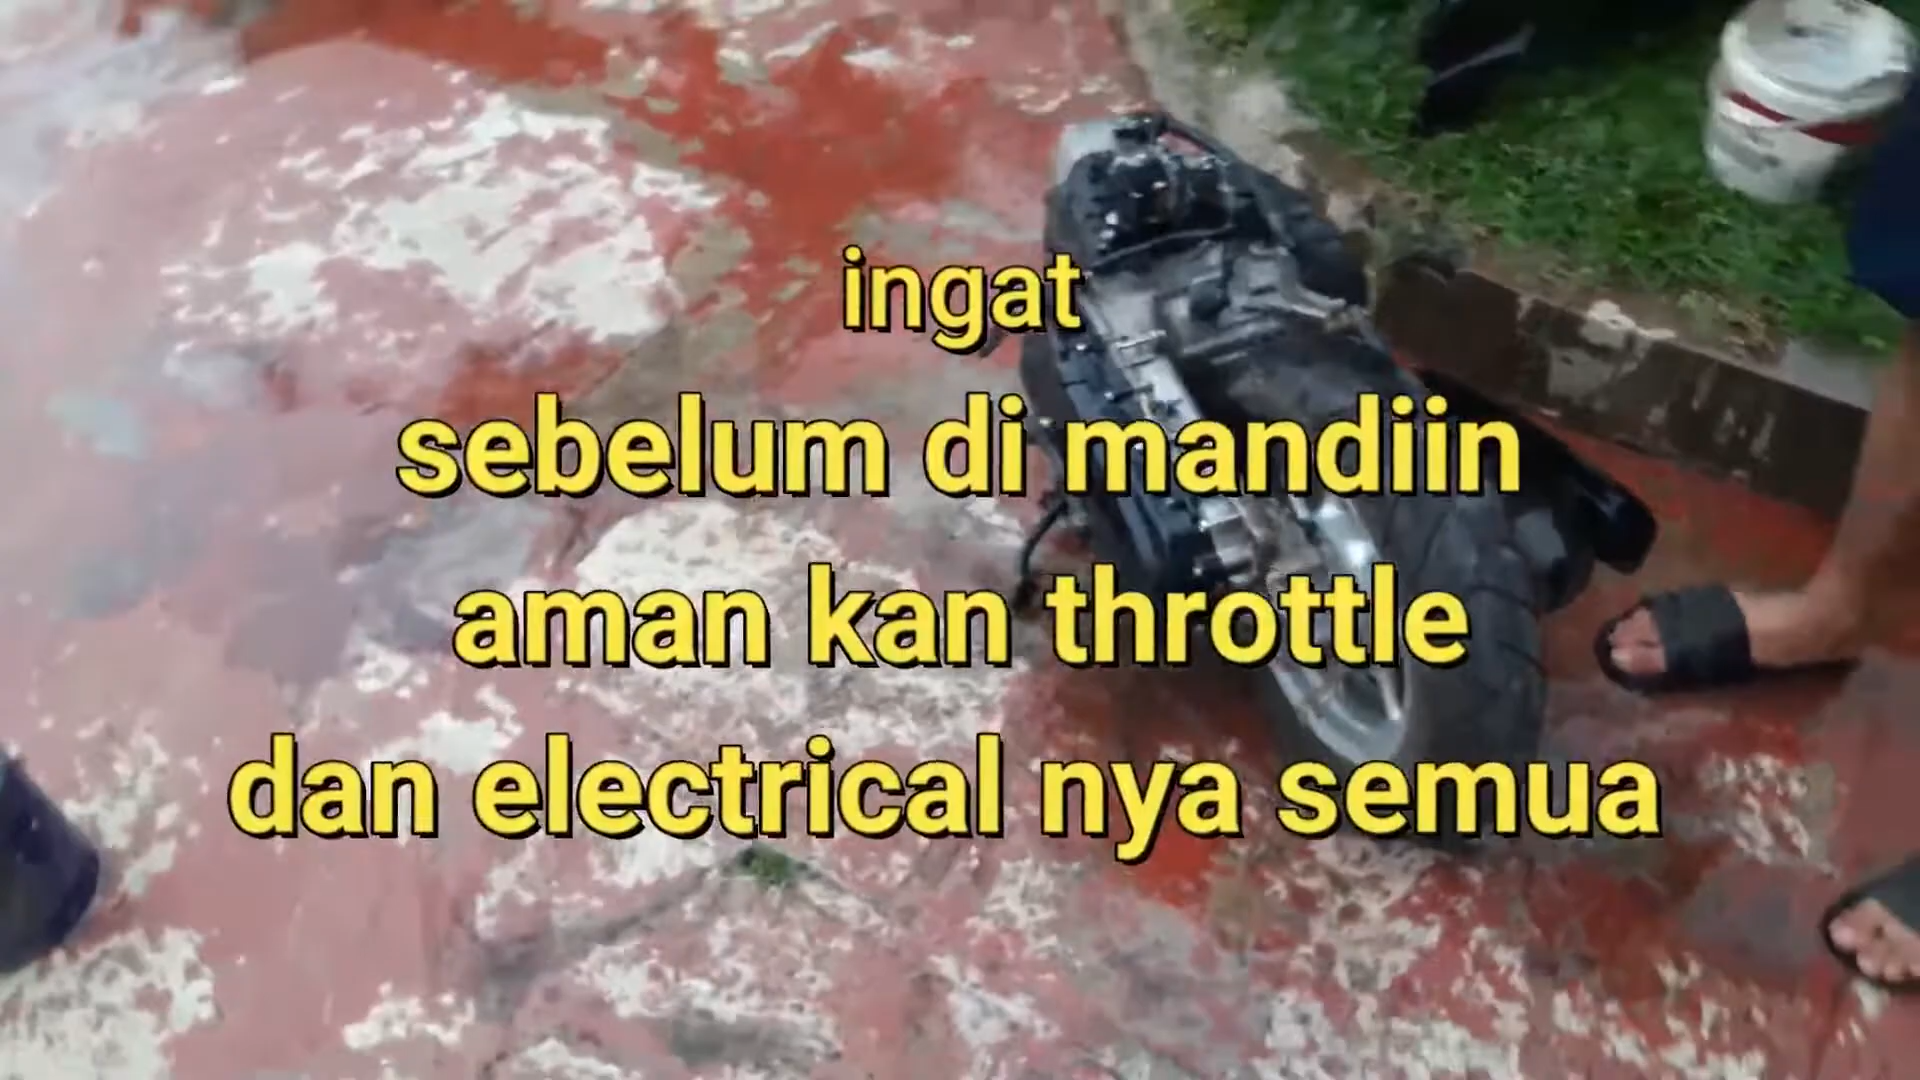 ingat
sebelum di mandiin
aman kan throttle
dan electrical nya semua